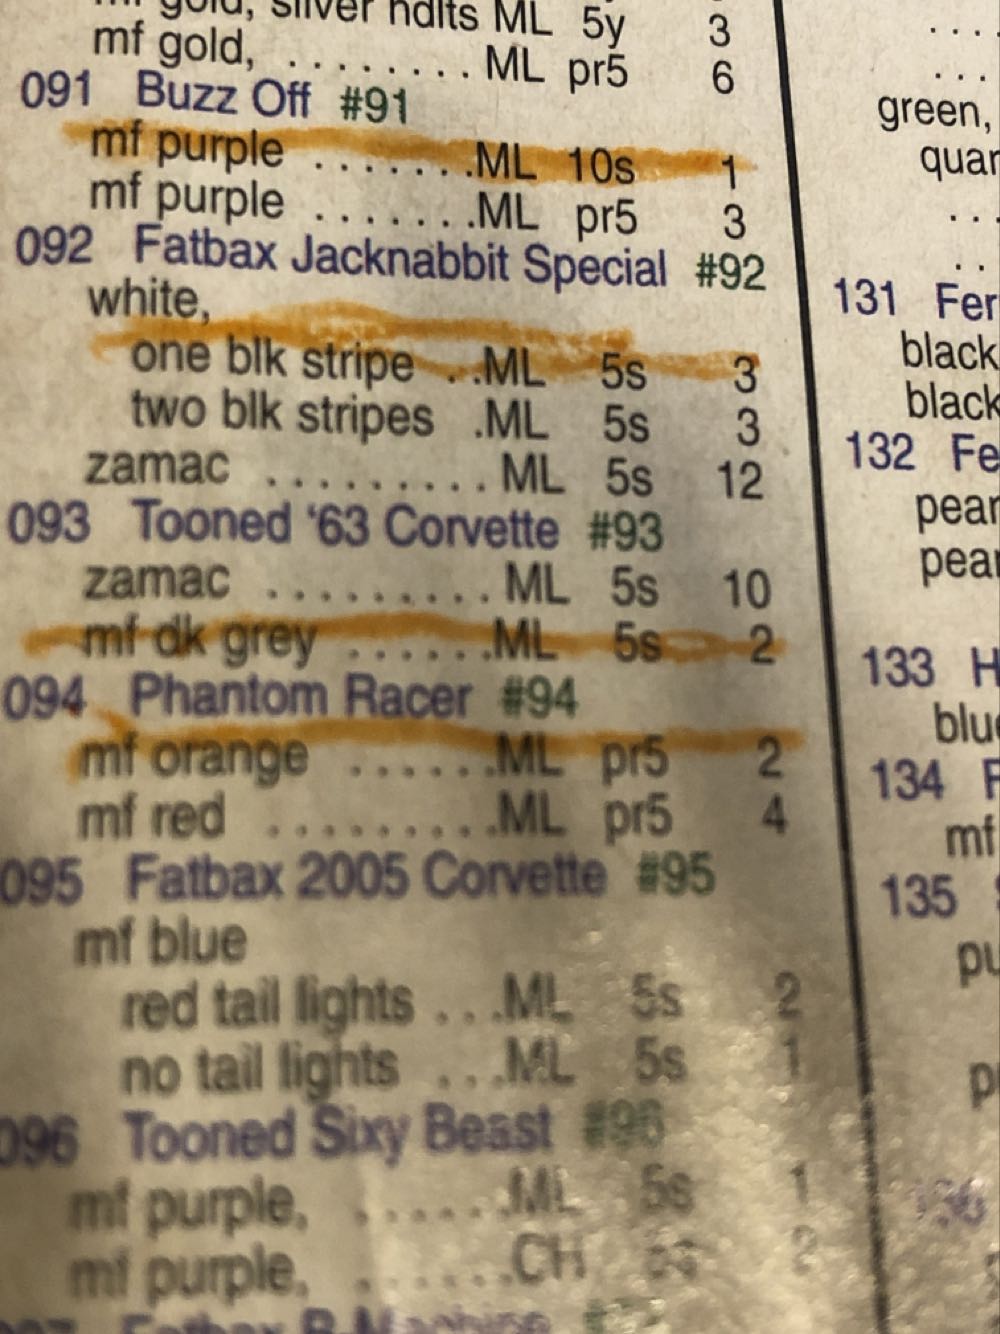 mf gold, silver hdlts ML 5y 3
mf gold, ........ ML pr5 6
091 Buzz Off #91
mf purple .......ML 10s 1
mf purple .......ML pr5 3
092 Fatbax Jacknabbit Special #92
white,
one blk stripe ..ML 5s 3
two blk stripes .ML 5s 3
zamac ......... ML 5s 12
093 Tooned ‘63 Corvette #93
zamac ......... ML 5s 10
mf dk grey ......ML 5s 2
094 Phantom Racer #94
mf orange ......ML pr5 2
mf red .........ML pr5 4
095 Fatbax 2005 Corvette #95
mf blue
red tail lights ...ML 5s 2
no tail lights ...ML 5s 1
096 Tooned Sixy Beast #96
mf purple, ......ML 5s 1
mf purple, ......CH
Fatbax B-Machine
....
...
green,
quar
...
..
131 Fer
black
black
132 Fe
pear
pear
133 H
blue
134 F
mf
135
pu
p
136